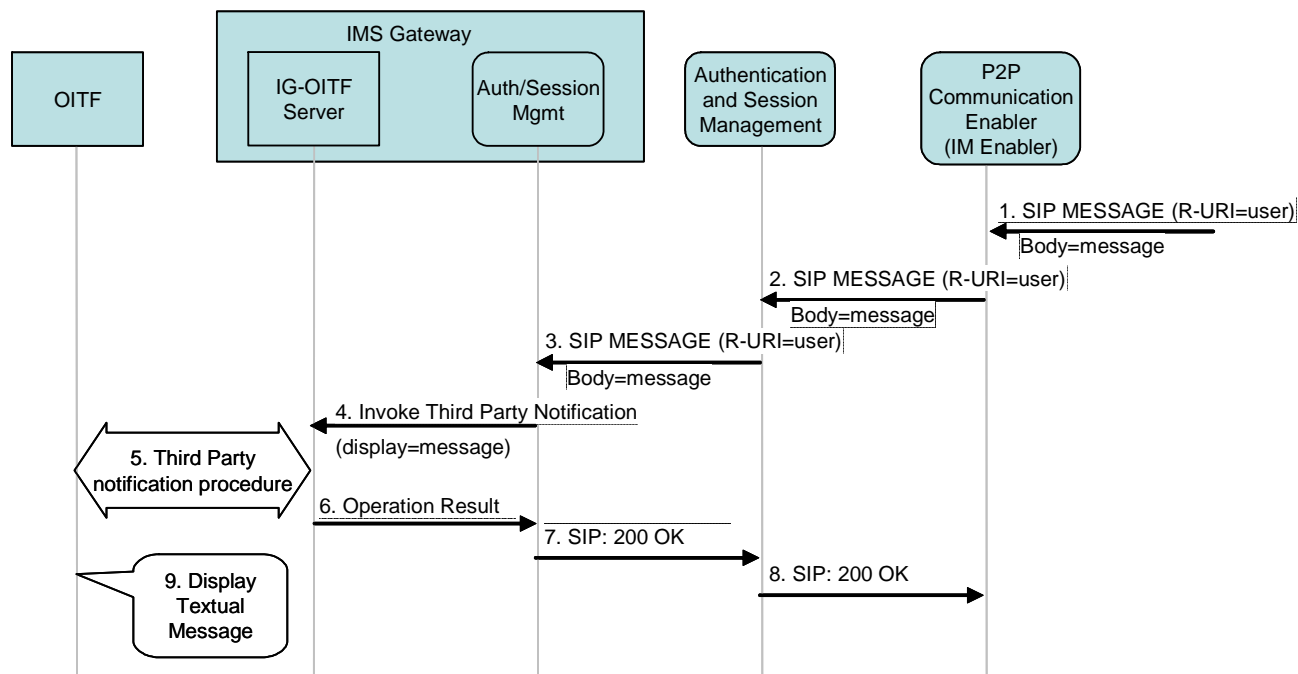 IMS Gateway
OITF
IG-OITF
Server
Auth/Session
Mgmt
Authentication
and Session
Management
P2P
Communication
Enabler
(IM Enabler)
1. SIP MESSAGE (R-URI=user)
Body=message
2. SIP MESSAGE (R-URI=user)
Body=message
3. SIP MESSAGE (R-URI=user)
Body=message
4. Invoke Third Party Notification
(display=message)
5. Third Party
notification procedure
6. Operation Result
7. SIP: 200 OK
8. SIP: 200 OK
9. Display
Textual
Message